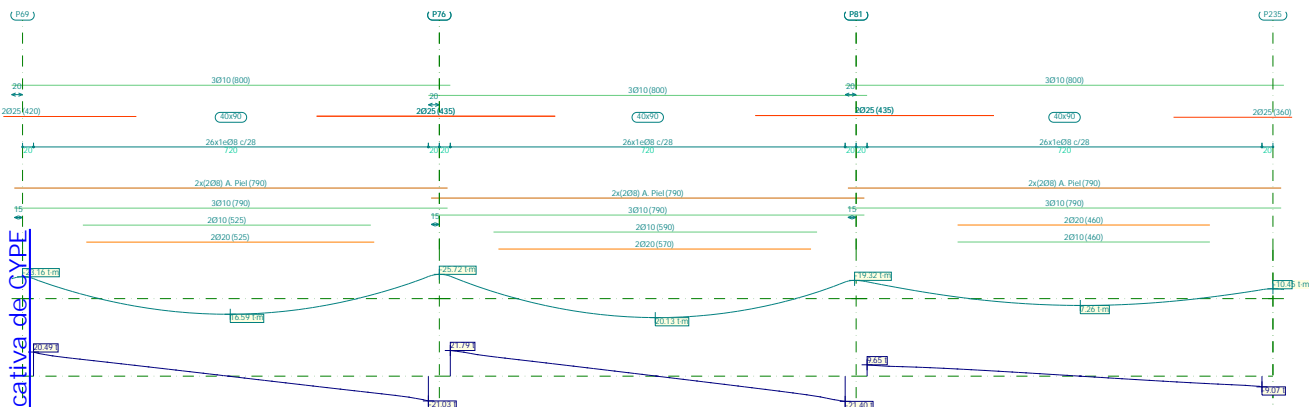 P69 P76 P81 P235
3Ø10(800) 3Ø10(800)
20 20
20 3Ø10(800)
2Ø25(420) 2Ø25(435) 2Ø25(435) 2Ø25(360)
40x90 40x90 40x90
26x1eØ8 c/28 26x1eØ8 c/28 26x1eØ8 c/28
20 720 20 20 720 20 20 720 20
2x(2Ø8) A. Piel (790) 2x(2Ø8) A. Piel (790)
2x(2Ø8) A. Piel (790)
3Ø10(790) 3Ø10(790)
15 15
15 3Ø10(790)
2Ø10(525) 2Ø20(460)
2Ø10(590)
2Ø20(525) 2Ø10(460)
2Ø20(570)
-23.16 t·m -25.72 t·m -19.32 t·m -10.45 t·m
16.59 t·m 20.13 t·m 7.26 t·m
20.49 t 21.79 t 9.65 t
-21.03 t -21.40 t -9.07 t
cativa de CYPE